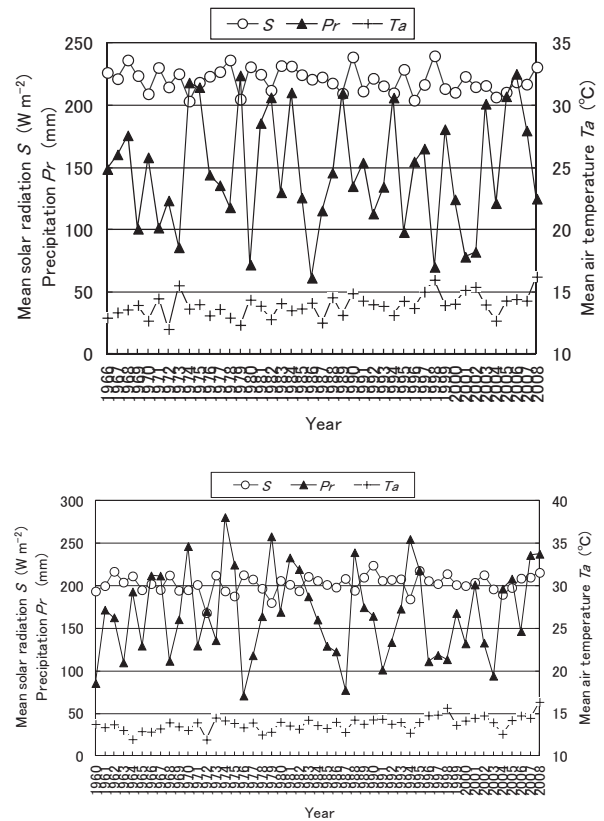 S Pr Ta
Mean solar radiation S (W m⁻²)
Precipitation Pr (mm)
250
200
150
100
50
0
35
30
25
20
15
10
Mean air temperature Ta (°C)
1966 1967 1968 1969 1970 1971 1972 1973 1974 1975 1976 1977 1978 1979 1980 1981 1982 1983 1984 1985 1986 1987 1988 1989 1990 1991 1992 1993 1994 1995 1996 1997 1998 1999 2000 2001 2002 2003 2004 2005 2006 2007 2008
Year
S Pr Ta
Mean solar radiation S (W m⁻²)
Precipitation Pr (mm)
300
250
200
150
100
50
0
40
35
30
25
20
15
10
Mean air temperature Ta (°C)
1960 1961 1962 1963 1964 1965 1966 1967 1968 1969 1970 1971 1972 1973 1974 1975 1976 1977 1978 1979 1980 1981 1982 1983 1984 1985 1986 1987 1988 1989 1990 1991 1992 1993 1994 1995 1996 1997 1998 1999 2000 2001 2002 2003 2004 2005 2006 2007 2008
Year